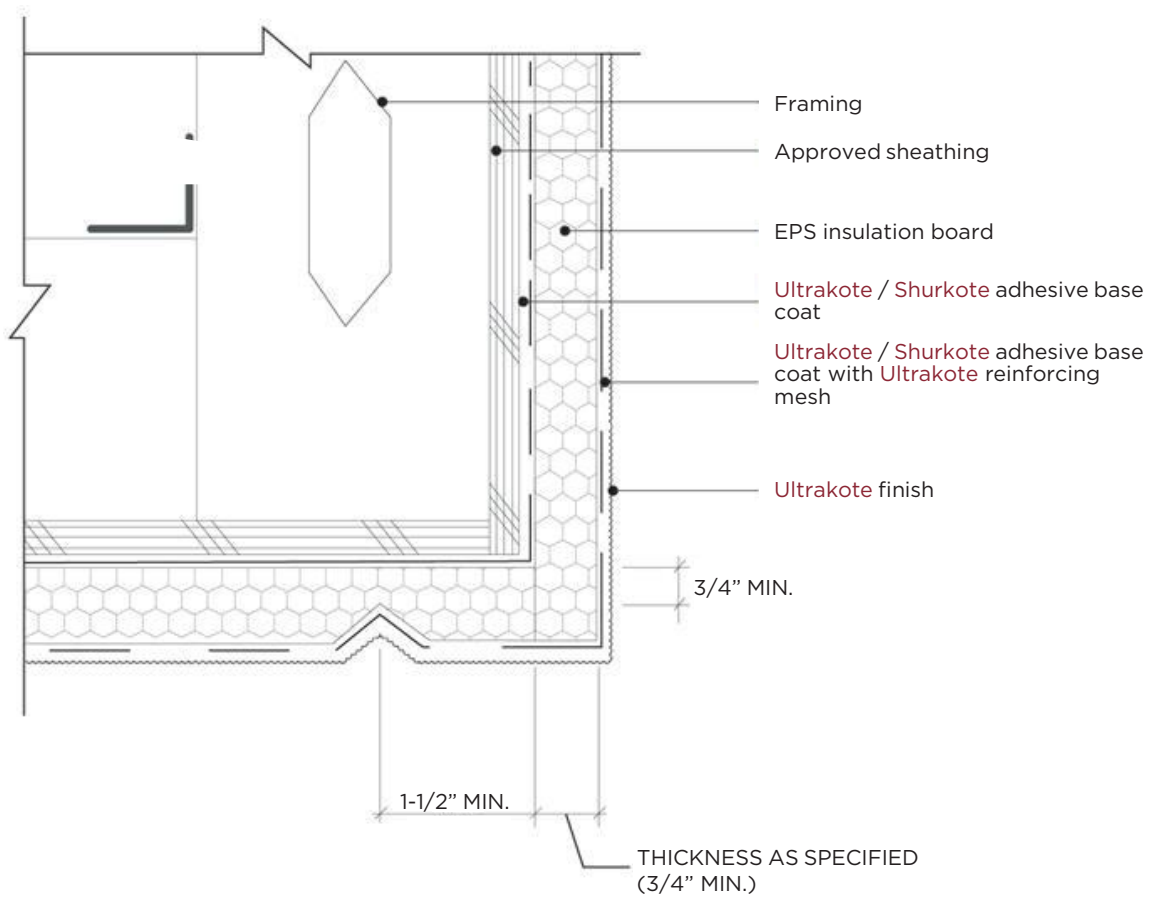 Framing
Approved sheathing
EPS insulation board
Ultrakote / Shurkote adhesive base
coat
Ultrakote / Shurkote adhesive base
coat with Ultrakote reinforcing
mesh
Ultrakote finish
3/4” MIN.
1-1/2” MIN.
THICKNESS AS SPECIFIED
(3/4” MIN.)